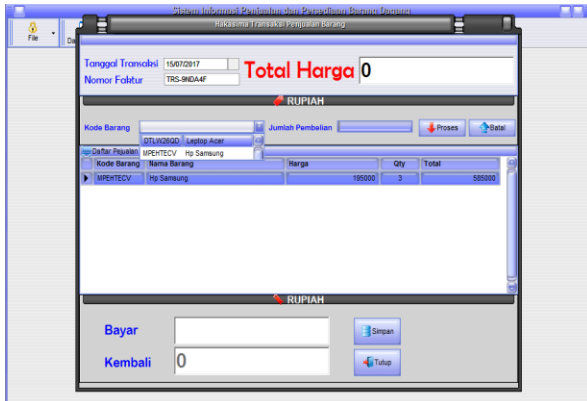 Sistem Informasi Penjualan dan Persediaan Barang Dagang
Hakasima Transaksi Penjualan Barang
File
Da
Tanggal Transaksi 15/07/2017
Nomor Faktur TRS-9NDA4F
Total Harga 0
RUPIAH
Kode Barang Jumlah Pembelian Proses Batal
DTLW26QD Leptop Acer
MPEHTECV Hp Samsung
Daftar Pejualan
Kode Barang Nama Barang Harga Qty Total
MPEHTECV Hp Samsung 195000 3 585000
RUPIAH
Bayar Simpan
Kembali 0 Tutup